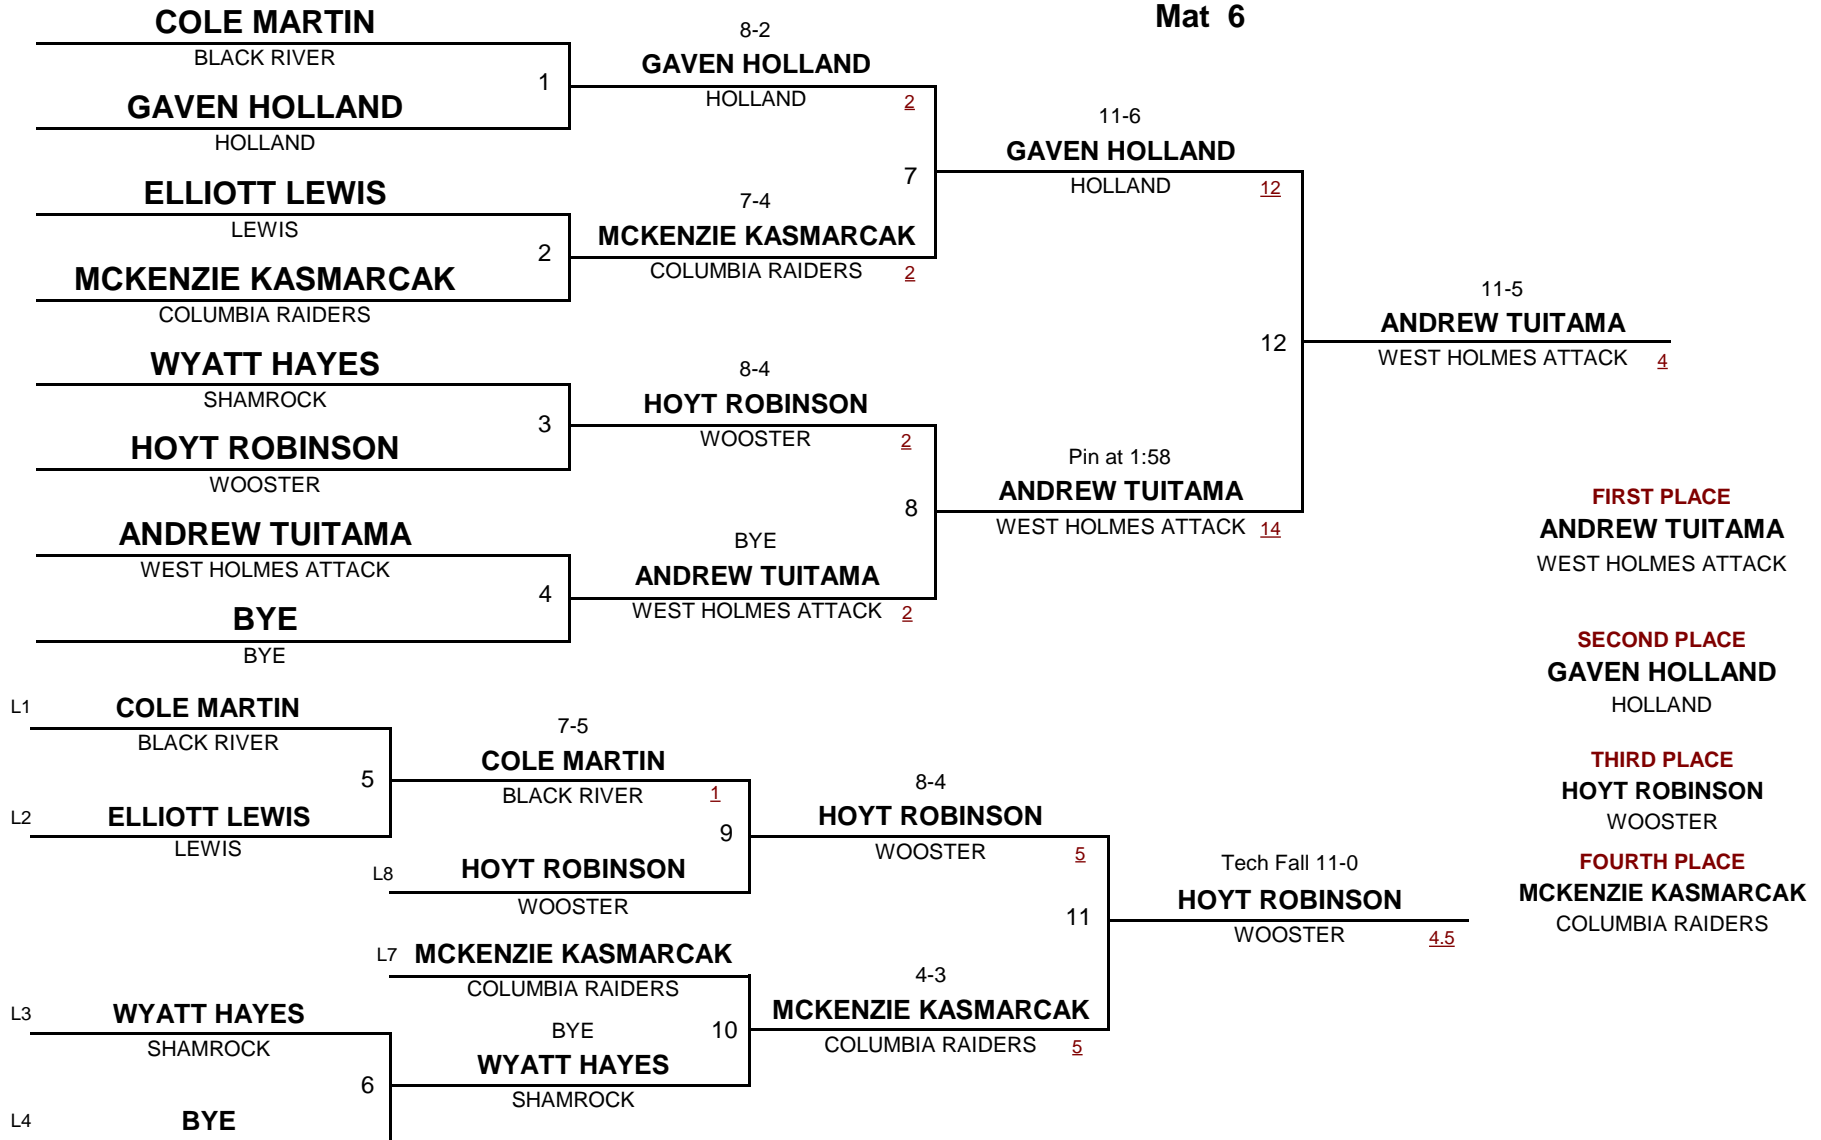 Mat 6
COLE MARTIN
BLACK RIVER
1
GAVEN HOLLAND
HOLLAND
8-2
GAVEN HOLLAND
HOLLAND 2
ELLIOTT LEWIS
LEWIS
2
MCKENZIE KASMARCAK
COLUMBIA RAIDERS
7-4
MCKENZIE KASMARCAK
COLUMBIA RAIDERS 2
7
11-6
GAVEN HOLLAND
HOLLAND 12
WYATT HAYES
SHAMROCK
3
HOYT ROBINSON
WOOSTER
8-4
HOYT ROBINSON
WOOSTER 2
ANDREW TUITAMA
WEST HOLMES ATTACK
4
BYE
BYE
BYE
ANDREW TUITAMA
WEST HOLMES ATTACK 2
8
Pin at 1:58
ANDREW TUITAMA
WEST HOLMES ATTACK 14
12
11-5
ANDREW TUITAMA
WEST HOLMES ATTACK 4
FIRST PLACE
ANDREW TUITAMA
WEST HOLMES ATTACK
SECOND PLACE
GAVEN HOLLAND
HOLLAND
THIRD PLACE
HOYT ROBINSON
WOOSTER
FOURTH PLACE
MCKENZIE KASMARCAK
COLUMBIA RAIDERS
L1 COLE MARTIN
BLACK RIVER
5
L2 ELLIOTT LEWIS
LEWIS
7-5
COLE MARTIN
BLACK RIVER 1
9
L8 HOYT ROBINSON
WOOSTER
8-4
HOYT ROBINSON
WOOSTER 5
L7 MCKENZIE KASMARCAK
COLUMBIA RAIDERS
10
L3 WYATT HAYES
SHAMROCK
6
L4 BYE
BYE
WYATT HAYES
SHAMROCK
4-3
MCKENZIE KASMARCAK
COLUMBIA RAIDERS 5
11
Tech Fall 11-0
HOYT ROBINSON
WOOSTER 4.5